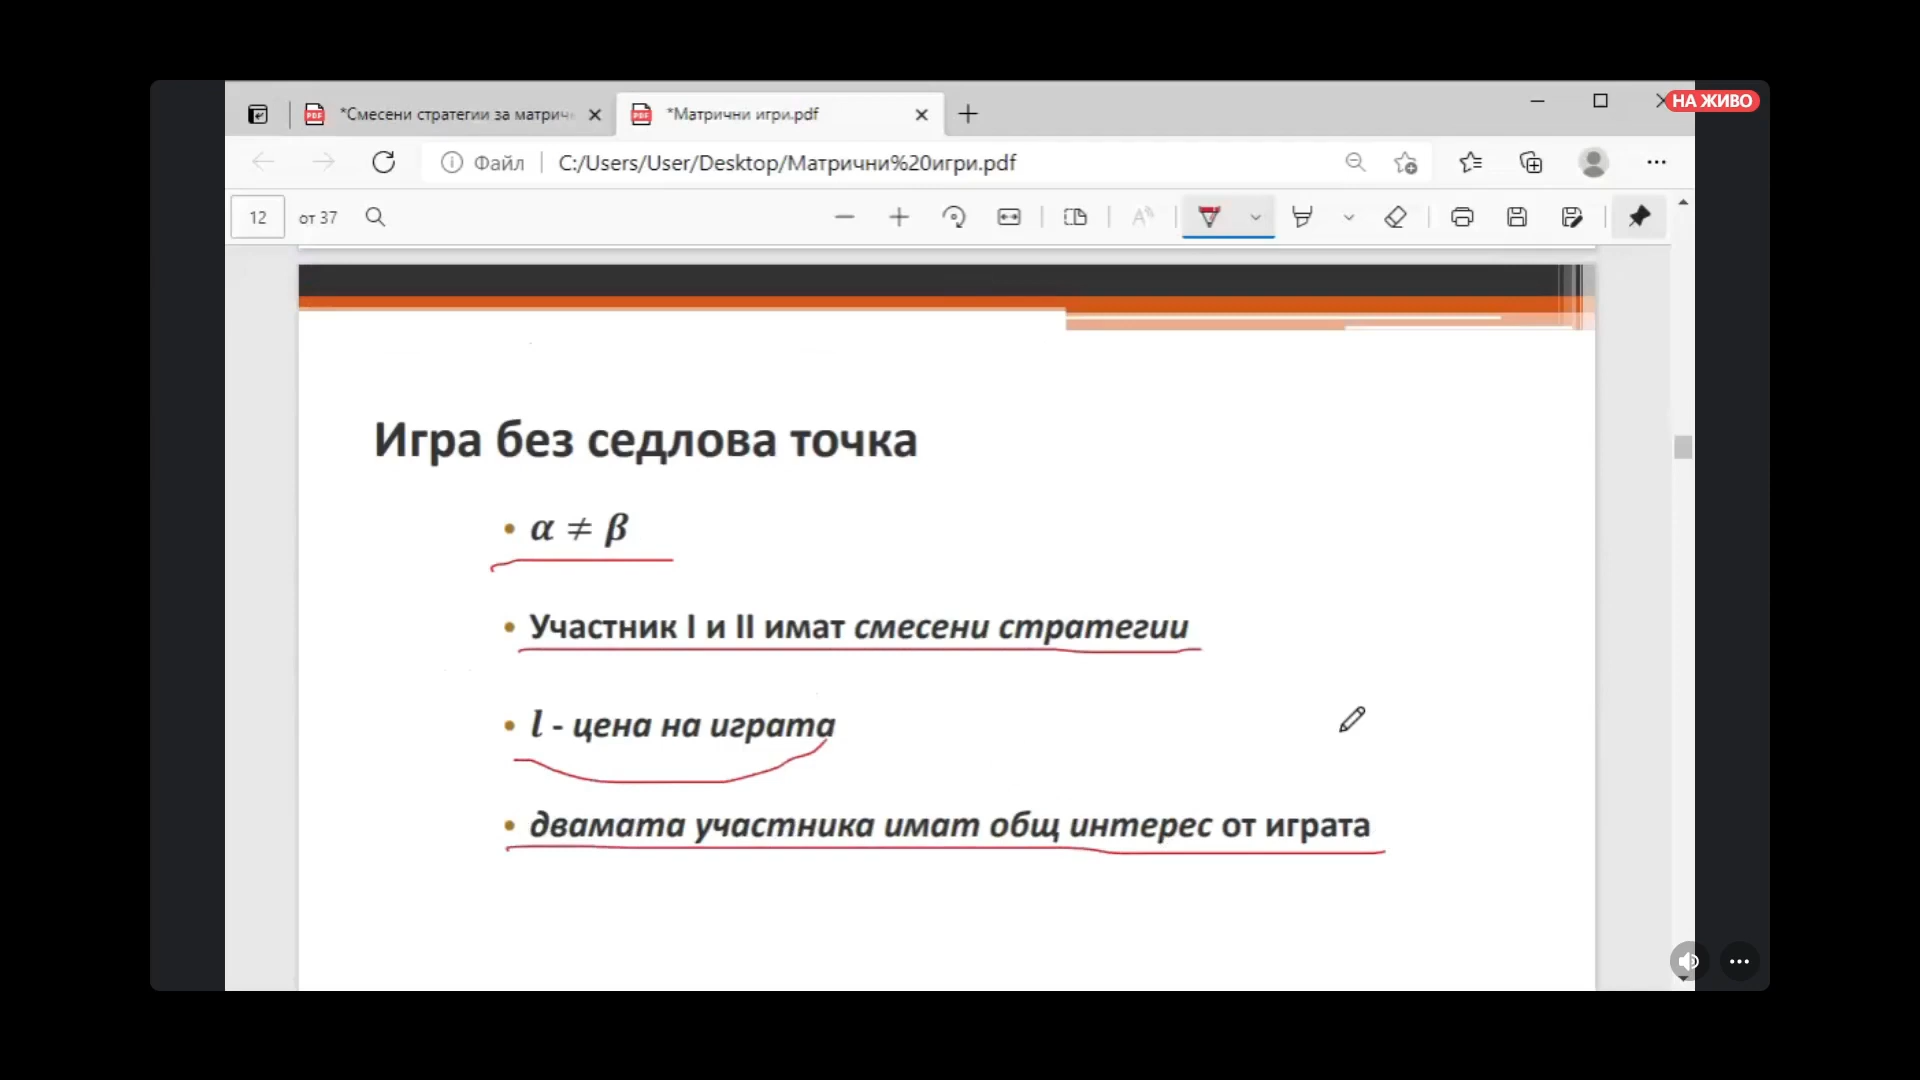 *Смесени стратегии за матрич
*Матрични игри.pdf
НА ЖИВО
Файл
C:/Users/User/Desktop/Матрични%20игри.pdf
12 от 37
Игра без седлова точка
• α ≠ β
• Участник I и II имат смесени стратегии
• l - цена на играта
• двамата участника имат общ интерес от играта